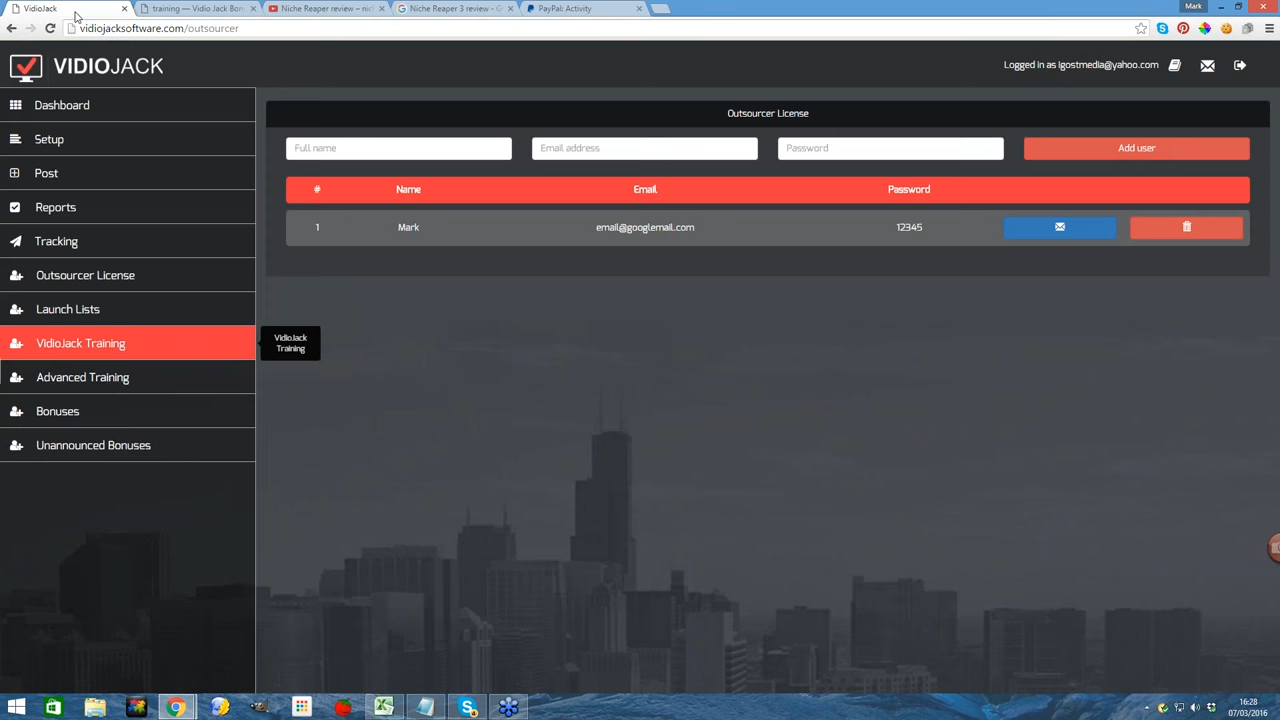 VidioJack
training — Vidio Jack Bon
Niche Reaper review – nic
Niche Reaper 3 review - G
PayPal: Activity
Mark
vidiojacksoftware.com/outsourcer
VIDIOJACK
Logged in as igostmedia@yahoo.com
Dashboard
Setup
Post
Reports
Tracking
Outsourcer License
Launch Lists
VidioJack Training
Advanced Training
Bonuses
Unannounced Bonuses
VidioJack
Training
Outsourcer License
Full name
Email address
Password
Add user
# Name Email Password
1 Mark email@googlemail.com 12345
16:28
07/03/2016